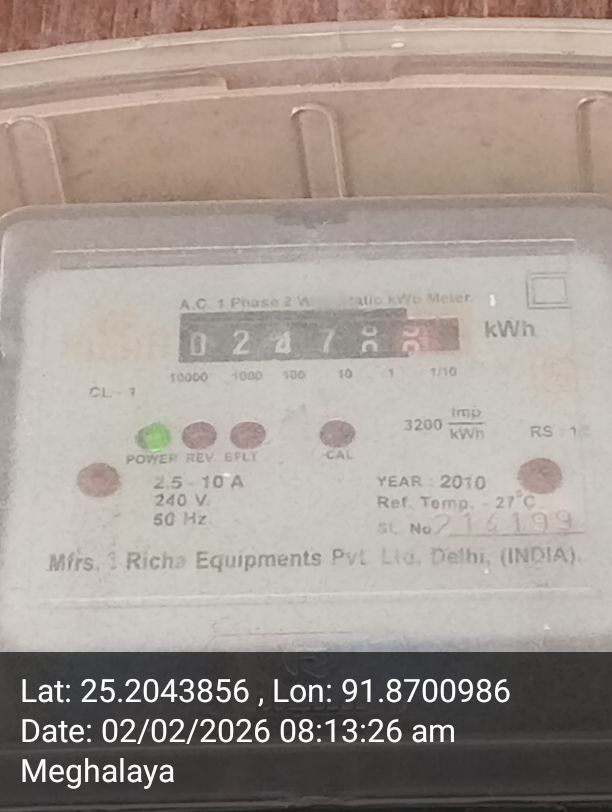 A.C. 1 Phase 2 W kWh Meter.
0 2 4 7
kWh
10000 1000 100 10 1 1/10
CL - 1
3200 imp/kWh
RS :
POWER REV. EFLT CAL
2.5 - 10 A
240 V.
50 Hz.
YEAR : 2010
Ref. Temp. - 27°C
SL. No 214199
Mfrs. : Richa Equipments Pvt. Ltd. Delhi, (INDIA).
Lat: 25.2043856 , Lon: 91.8700986
Date: 02/02/2026 08:13:26 am
Meghalaya